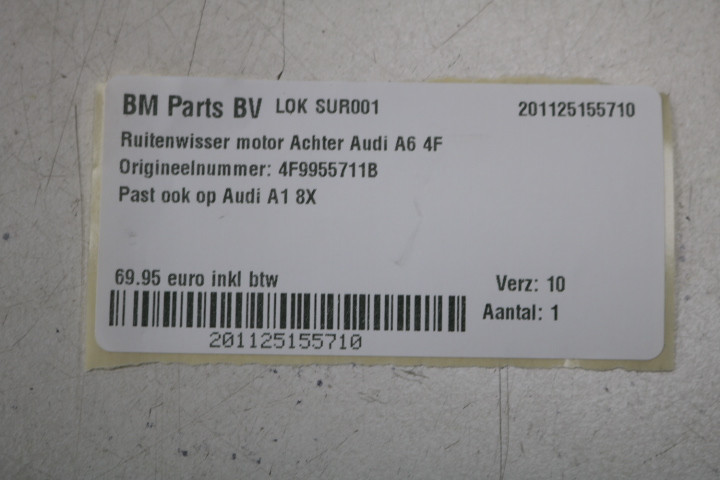 BM Parts BV LOK SUR001 201125155710
Ruitenwisser motor Achter Audi A6 4F
Origineelnummer: 4F9955711B
Past ook op Audi A1 8X
69.95 euro inkl btw Verz: 10
Aantal: 1
201125155710